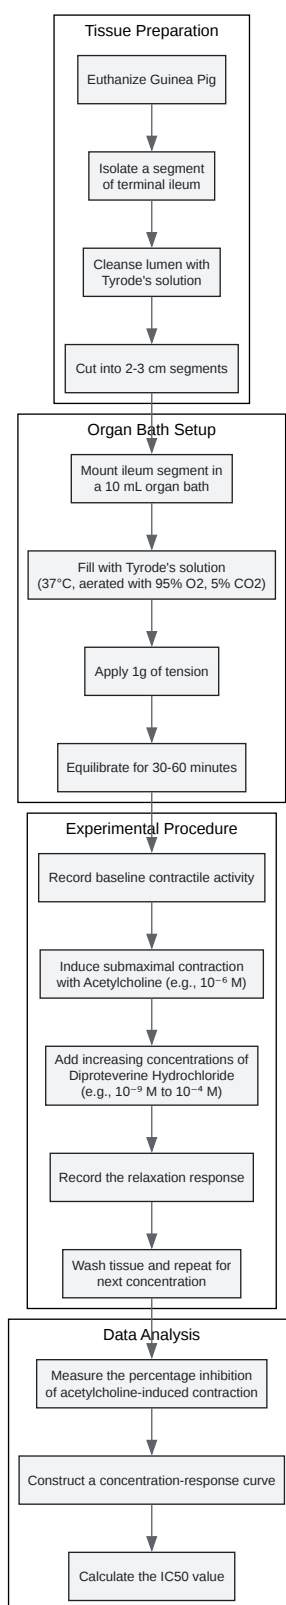 Tissue Preparation
Euthanize Guinea Pig
Isolate a segment
of terminal ileum
Cleanse lumen with
Tyrode's solution
Cut into 2-3 cm segments
Organ Bath Setup
Mount ileum segment in
a 10 mL organ bath
Fill with Tyrode's solution
(37°C, aerated with 95% O2, 5% CO2)
Apply 1g of tension
Equilibrate for 30-60 minutes
Experimental Procedure
Record baseline contractile activity
Induce submaximal contraction
with Acetylcholine (e.g., 10⁻⁶ M)
Add increasing concentrations of
Diproteverine Hydrochloride
(e.g., 10⁻⁹ M to 10⁻⁴ M)
Record the relaxation response
Wash tissue and repeat for
next concentration
Data Analysis
Measure the percentage inhibition
of acetylcholine-induced contraction
Construct a concentration-response curve
Calculate the IC50 value